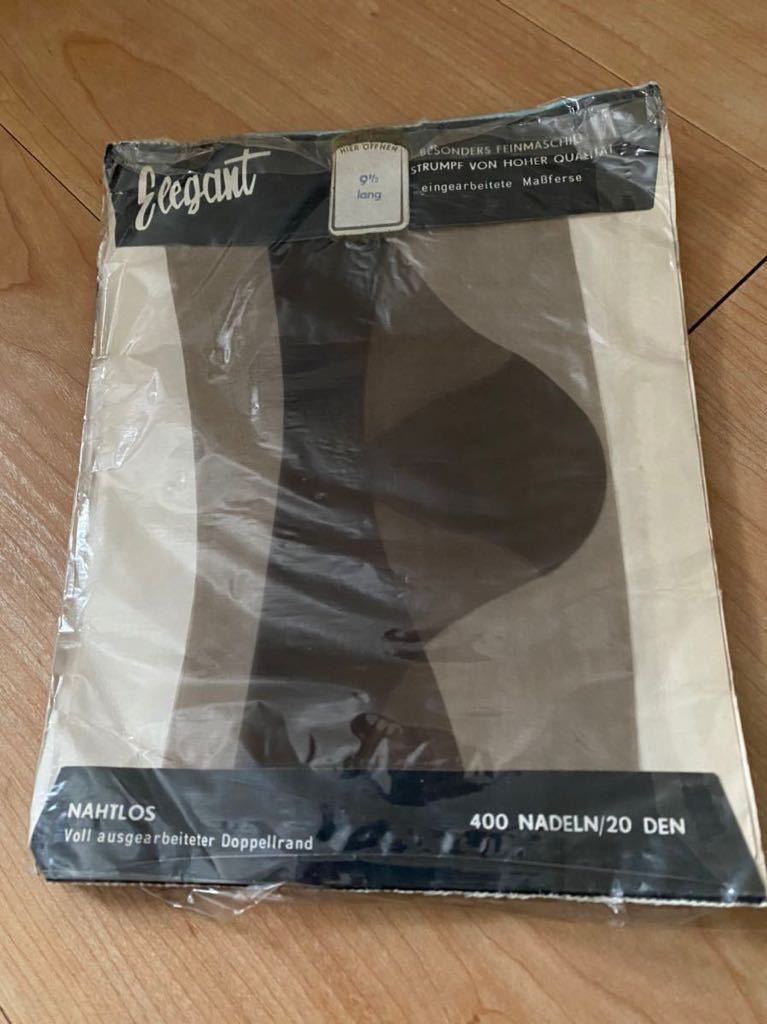 Elegant
HIER ÖFFNEN
9½
lang
BESONDERS FEINMASCHIG
STRUMPF VON HOHER QUALITÄT
eingearbeitete Maßferse
NAHTLOS
Voll ausgearbeiteter Doppelrand
400 NADELN/20 DEN